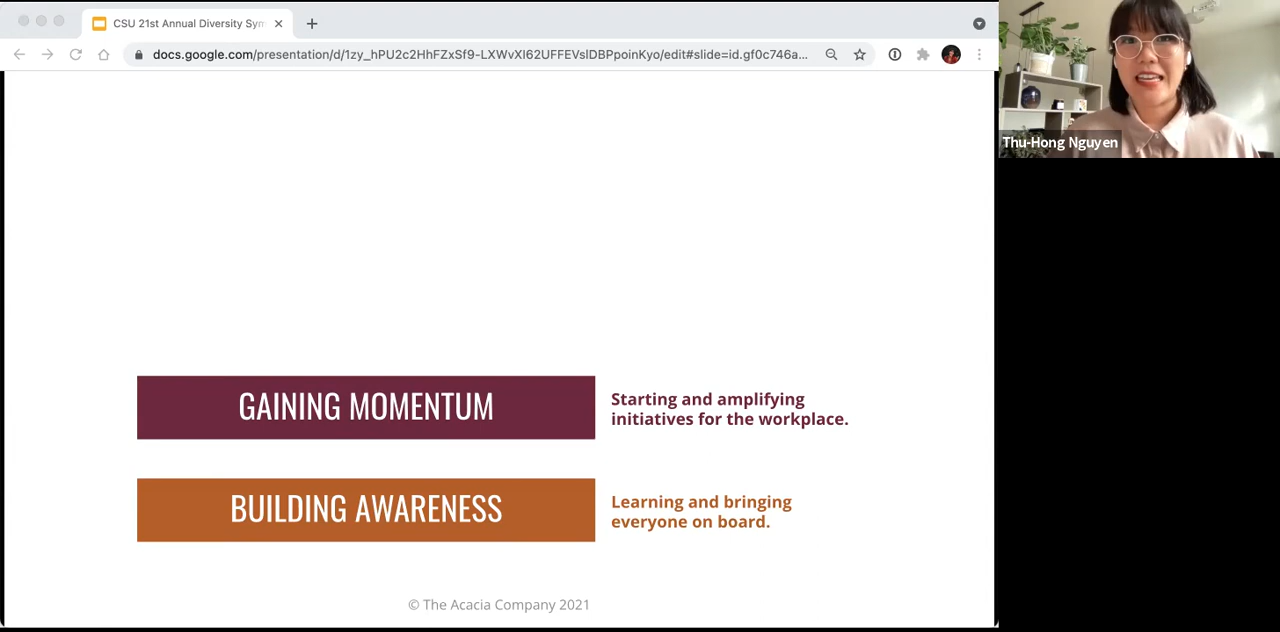 CSU 21st Annual Diversity Sym
docs.google.com/presentation/d/1zy_hPU2c2HhFZxSf9-LXWvXI62UFFEVslDBPpoinKyo/edit#slide=id.gf0c746a...
Thu-Hong Nguyen
GAINING MOMENTUM
Starting and amplifying
initiatives for the workplace.
BUILDING AWARENESS
Learning and bringing
everyone on board.
© The Acacia Company 2021